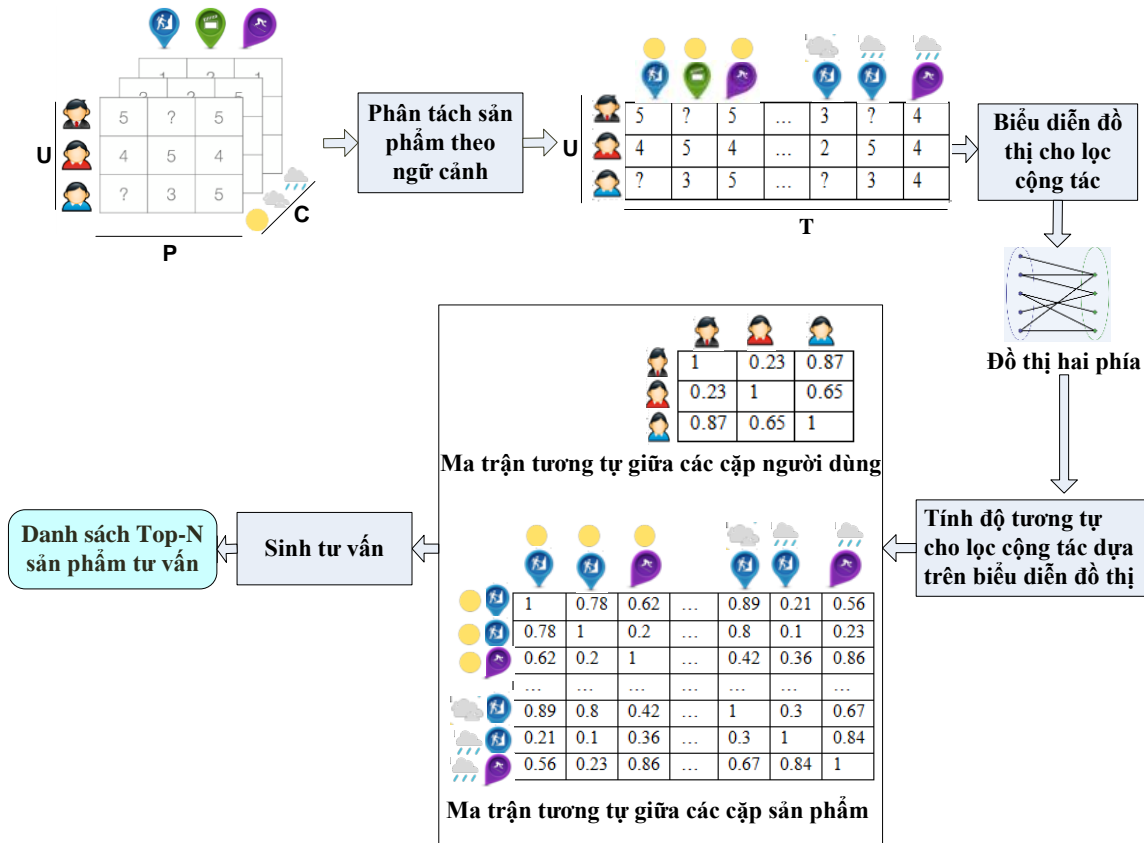 1 2 1
2 2 5
5 ? 5
4 5 4
? 3 5
U
P
C
Phân tách sản
phẩm theo
ngữ cảnh
U
5 ? 5 … 3 ? 4
4 5 4 … 2 5 4
? 3 5 … ? 3 4
T
Biểu diễn đồ
thị cho lọc
cộng tác
Đồ thị hai phía
Tính độ tương tự
cho lọc cộng tác dựa
trên biểu diễn đồ thị
1 0.23 0.87
0.23 1 0.65
0.87 0.65 1
Ma trận tương tự giữa các cặp người dùng
1 0.78 0.62 … 0.89 0.21 0.56
0.78 1 0.2 … 0.8 0.1 0.23
0.62 0.2 1 … 0.42 0.36 0.86
… … … … … … …
0.89 0.8 0.42 … 1 0.3 0.67
0.21 0.1 0.36 … 0.3 1 0.84
0.56 0.23 0.86 … 0.67 0.84 1
Ma trận tương tự giữa các cặp sản phẩm
Sinh tư vấn
Danh sách Top-N
sản phẩm tư vấn